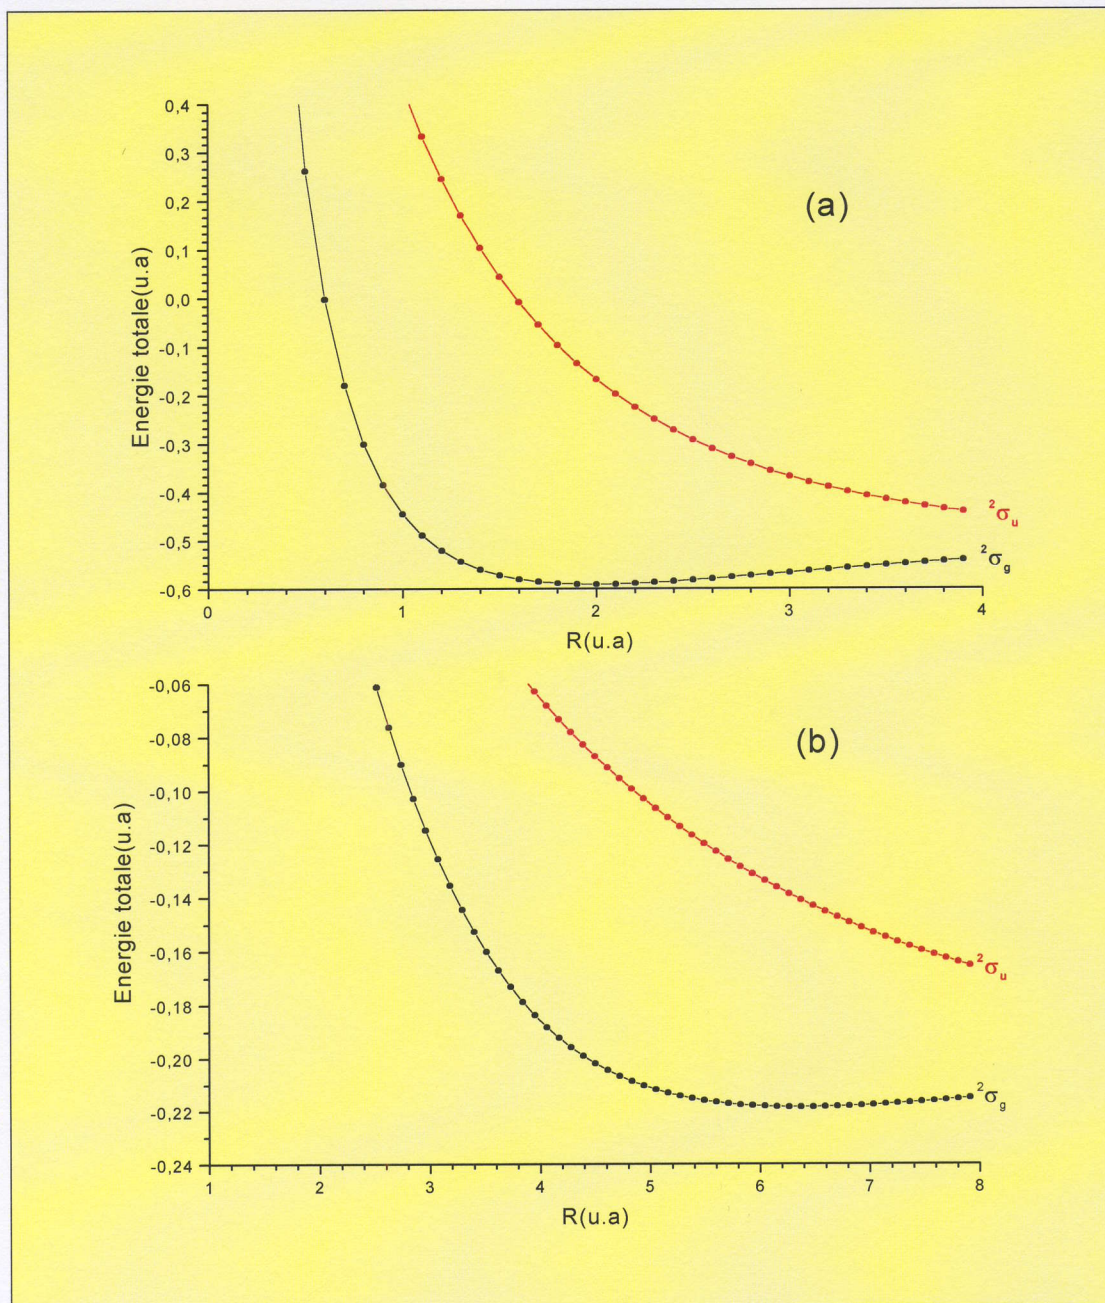 0,4
0,3
0,2
0,1
0,0
-0,1
-0,2
-0,3
-0,4
-0,5
-0,6
Energie totale(u.a)
(a)
²σᵤ
²σg
0 1 2 3 4
R(u.a)
-0,06
-0,08
-0,10
-0,12
-0,14
-0,16
-0,18
-0,20
-0,22
-0,24
Energie totale(u.a)
(b)
²σᵤ
²σg
1 2 3 4 5 6 7 8
R(u.a)